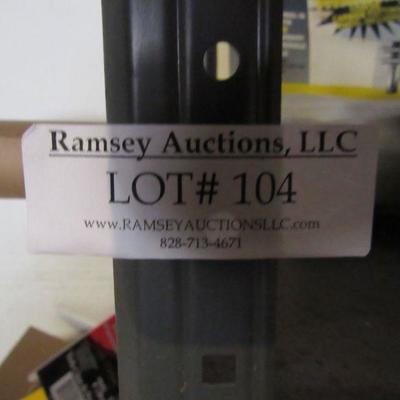 Ramsey Auctions, LLC
LOT# 104
www.RAMSEYAUCTIONSLLC.com
828-713-4671